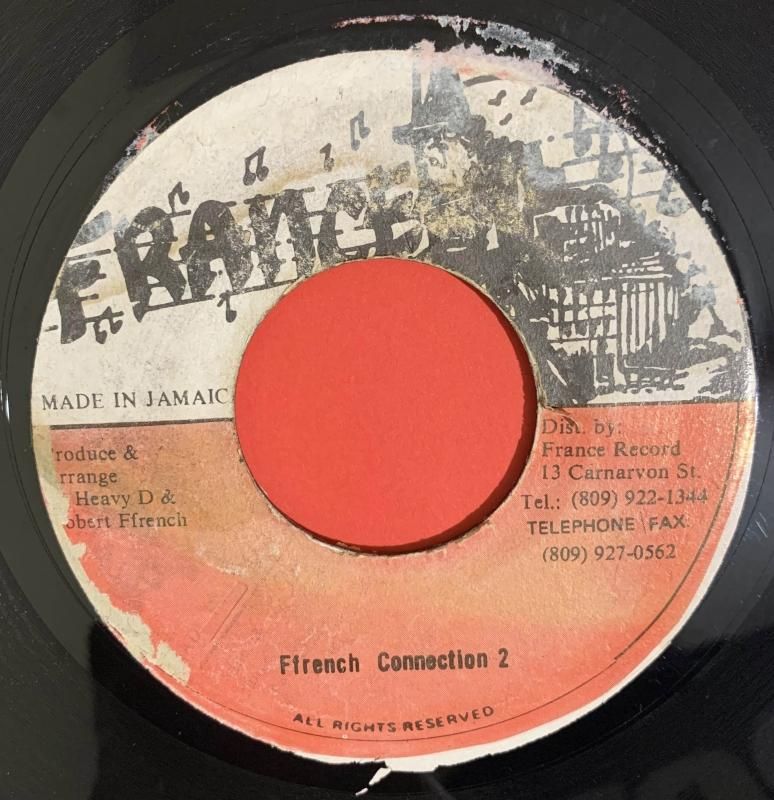 FRANCE
MADE IN JAMAIC
roduce &
rrange
Heavy D &
obert Ffrench
Dist. by:
France Record
13 Carnarvon St.
Tel.: (809) 922-1344
TELEPHONE FAX:
(809) 927-0562
Ffrench Connection 2
ALL RIGHTS RESERVED